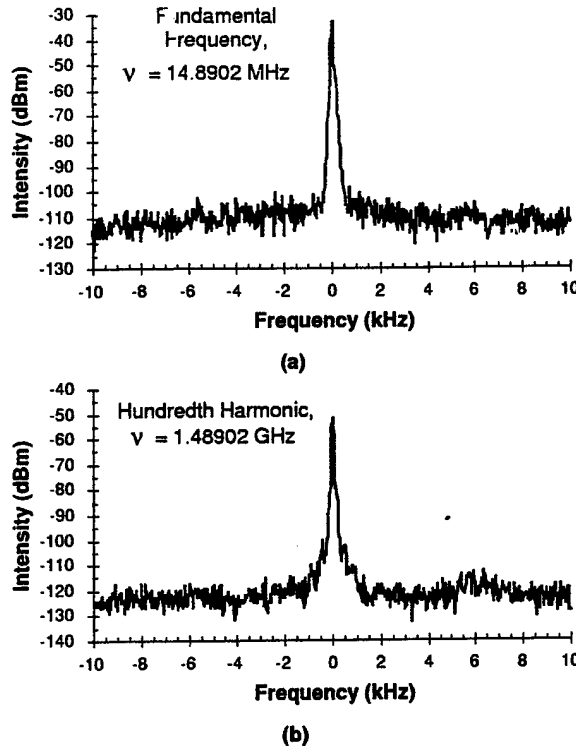 Fundamental
Frequency,
ν = 14.8902 MHz
Intensity (dBm)
-30
-40
-50
-60
-70
-80
-90
-100
-110
-120
-130
-10 -8 -6 -4 -2 0 2 4 6 8 10
Frequency (kHz)
(a)
Hundredth Harmonic,
ν = 1.48902 GHz
Intensity (dBm)
-40
-50
-60
-70
-80
-90
-100
-110
-120
-130
-140
-10 -8 -6 -4 -2 0 2 4 6 8 10
Frequency (kHz)
(b)